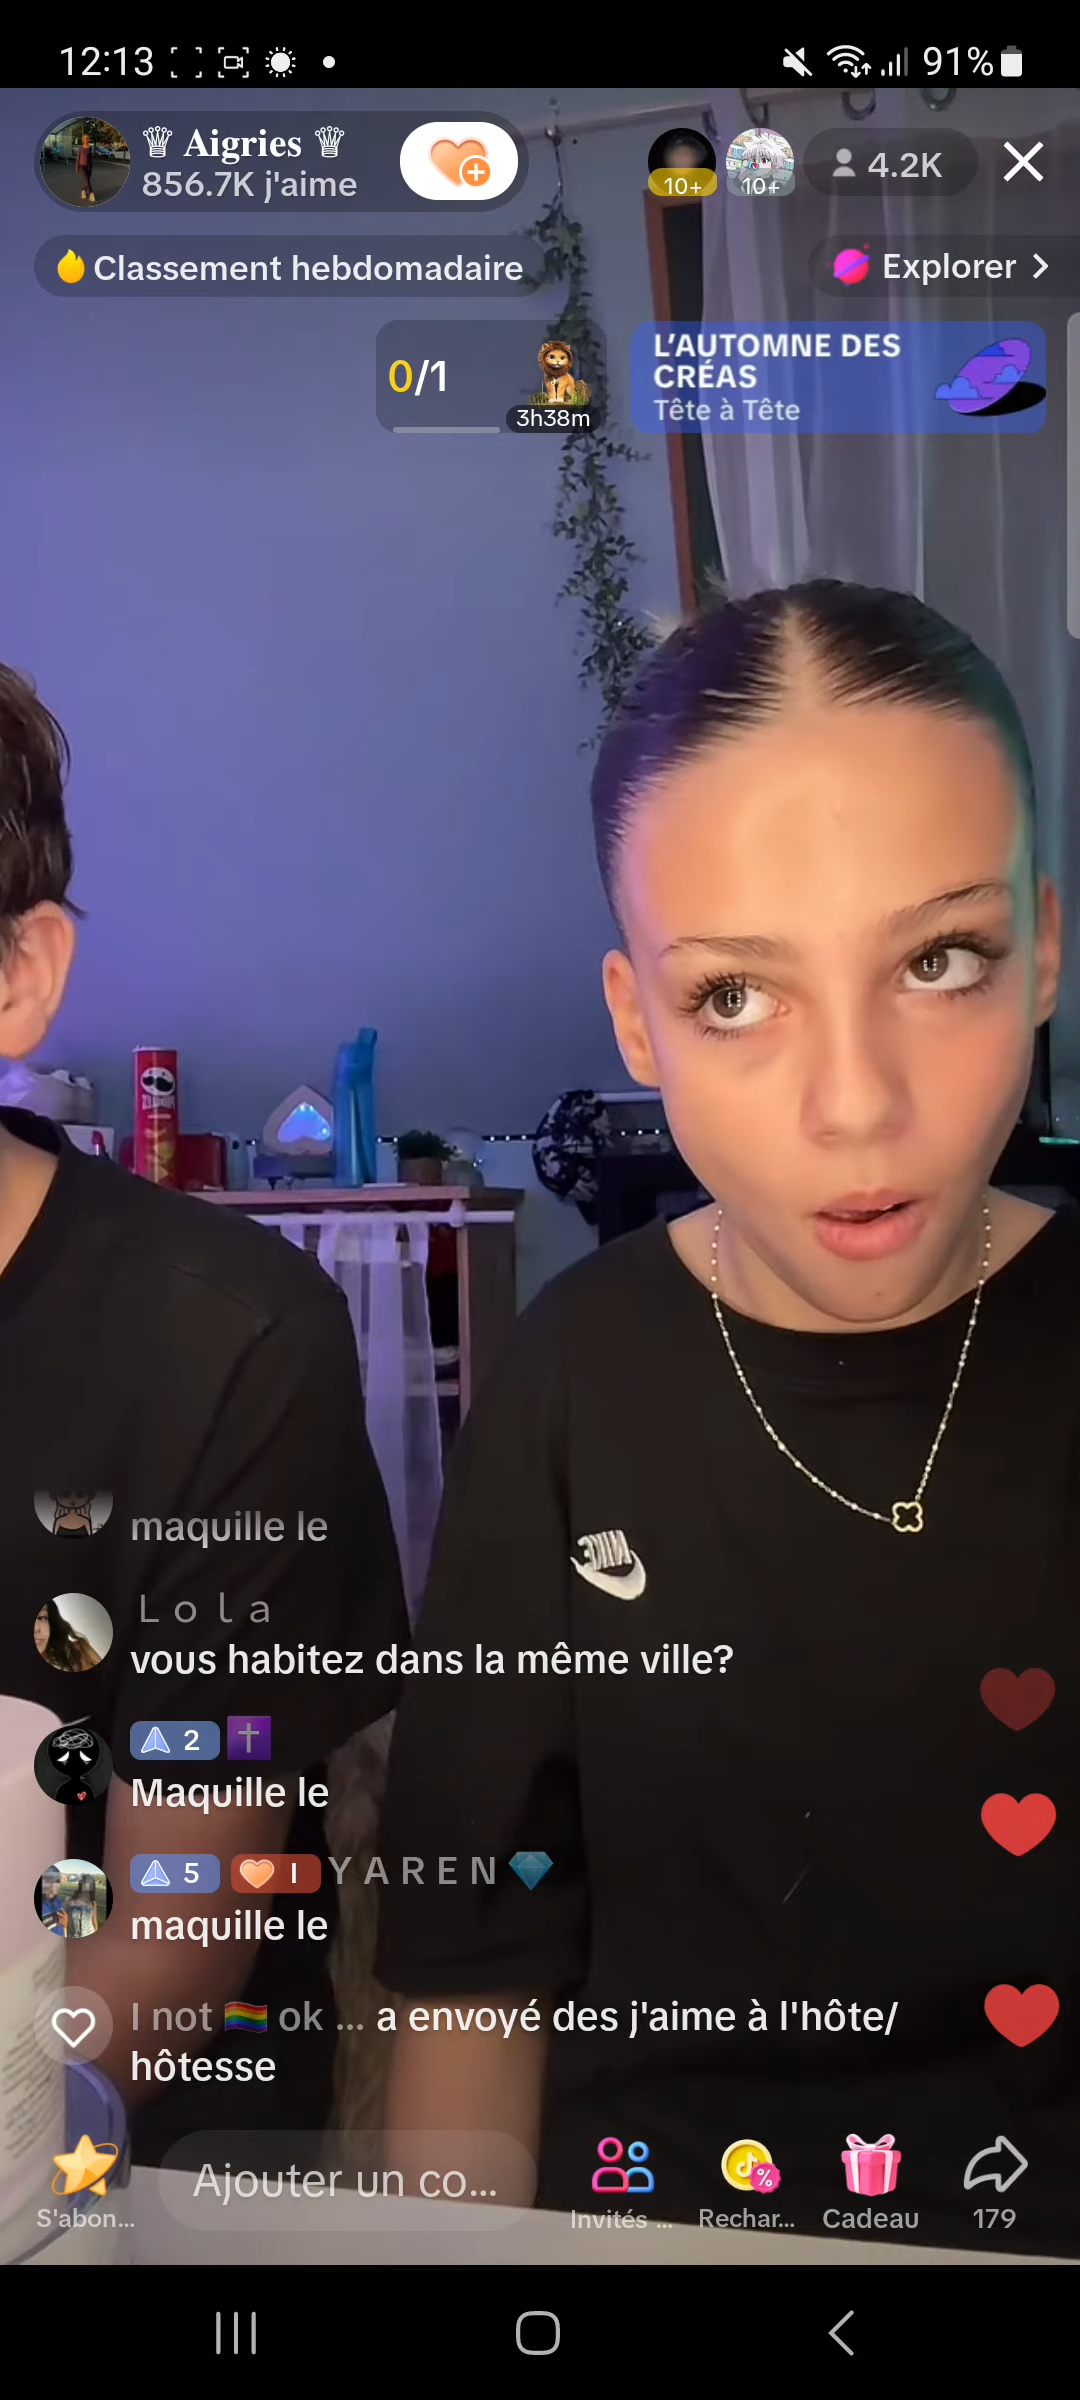 12:13
91%
Aigries
856.7K j'aime
10+
10+
4.2K
Classement hebdomadaire
Explorer
0/1
3h38m
L'AUTOMNE DES
CRÉAS
Tête à Tête
maquille le
Lola
vous habitez dans la même ville?
2
Maquille le
5
I
YAREN
maquille le
I not 🏳️‍🌈 ok ... a envoyé des j'aime à l'hôte/
hôtesse
S'abon...
Ajouter un co...
Invités ...
Rechar...
Cadeau
179